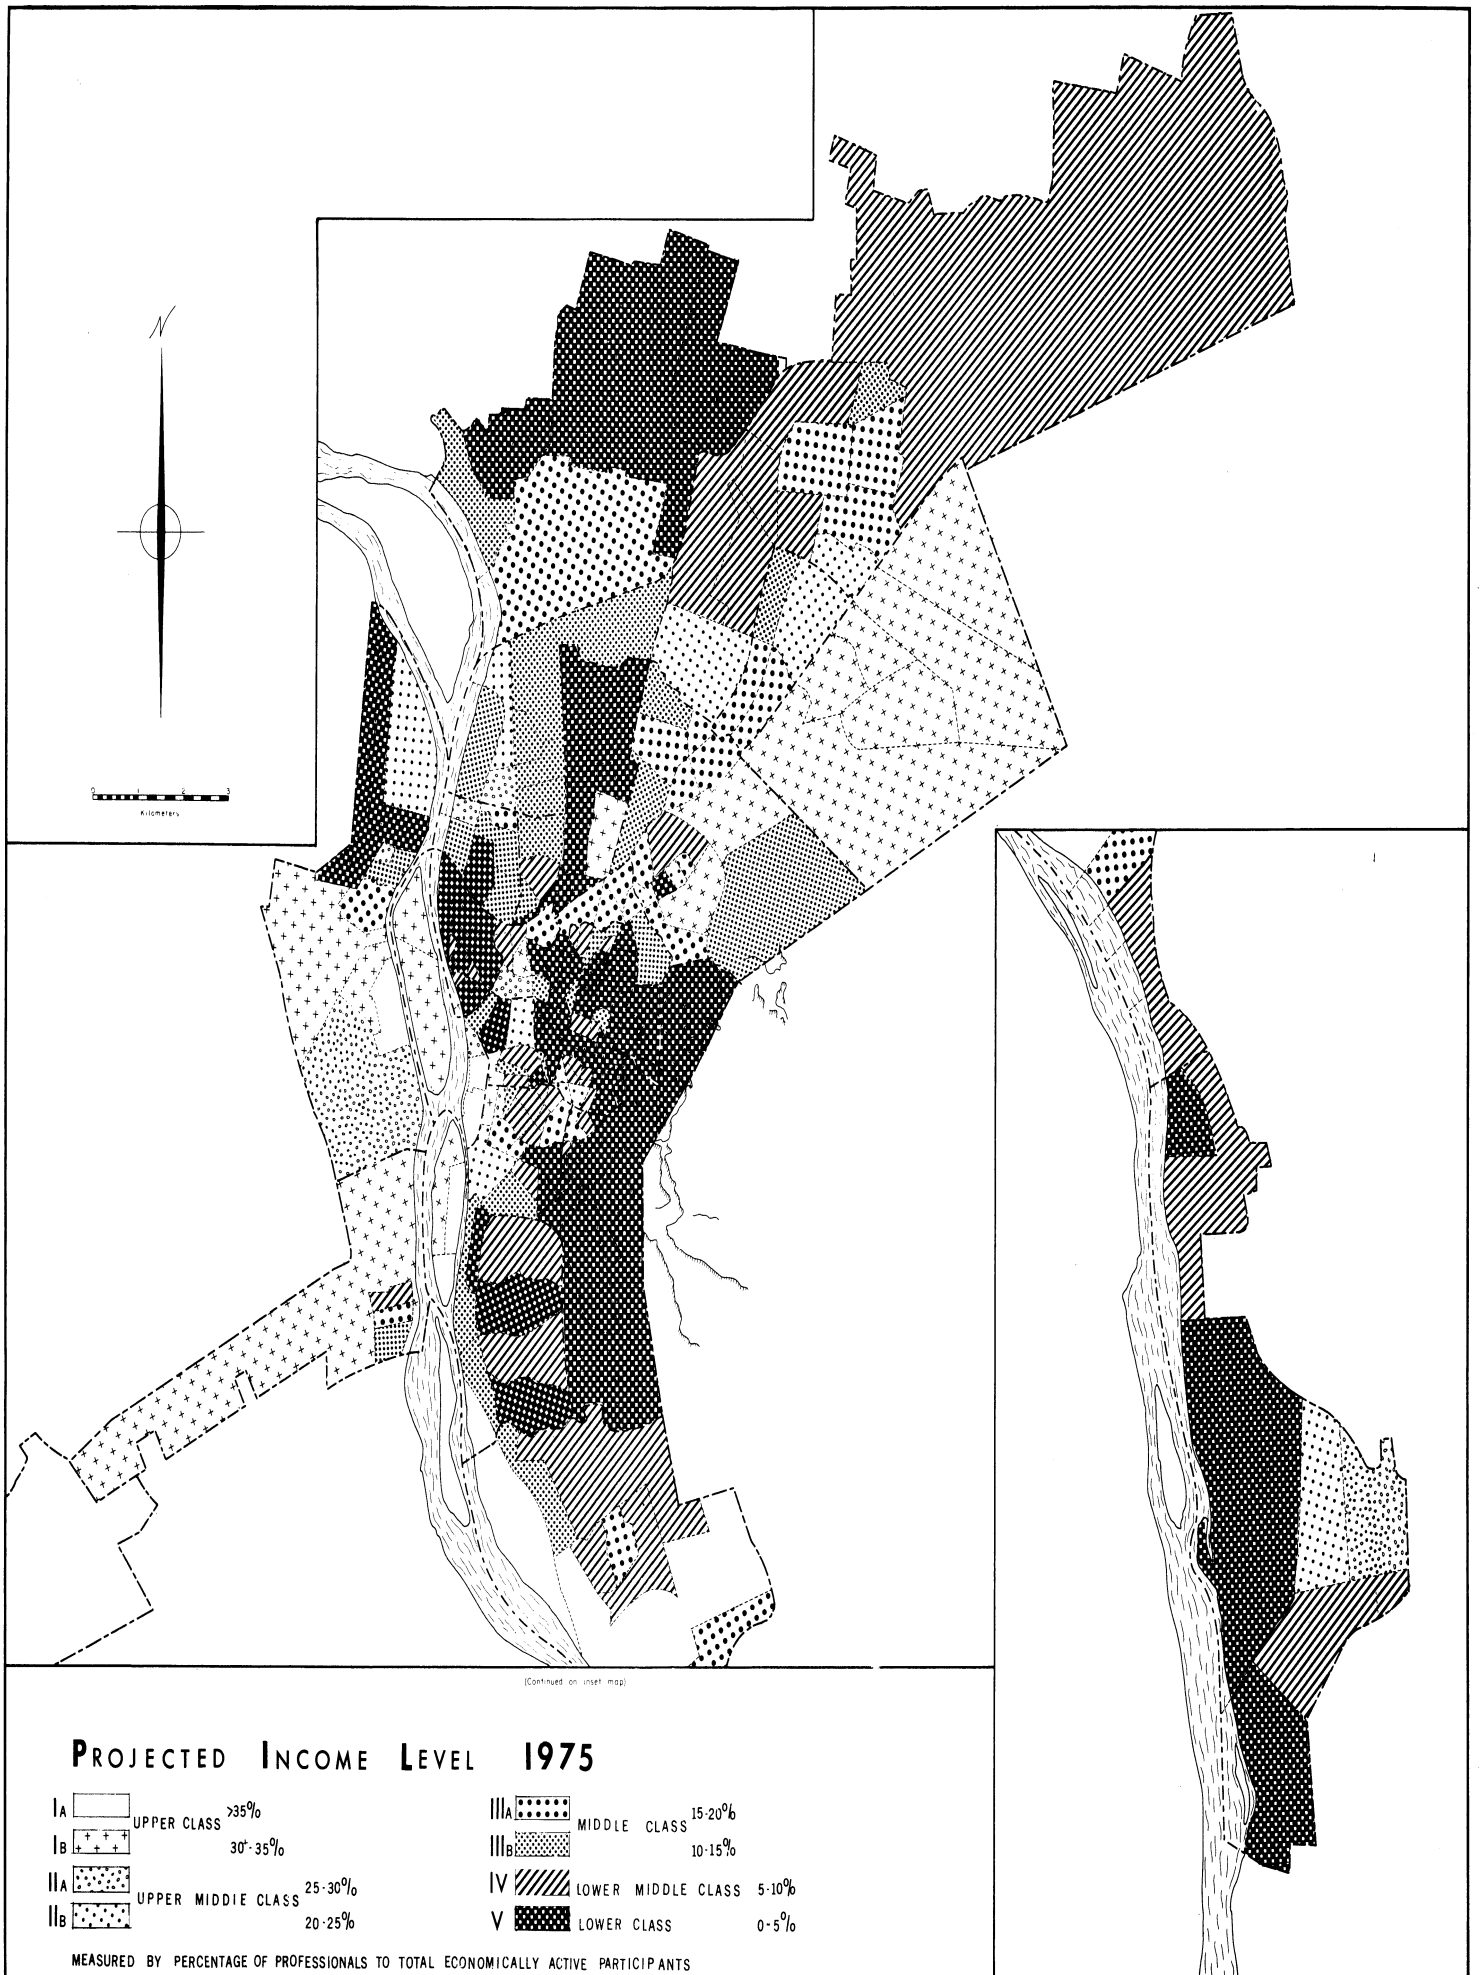 N
0 1 2 3
Kilometers
(Continued on inset map)
PROJECTED INCOME LEVEL 1975
IA UPPER CLASS >35%
IB 30+-35%
IIA UPPER MIDDIE CLASS 25-30%
IIB 20-25%
IIIA MIDDLE CLASS 15-20%
IIIB 10-15%
IV LOWER MIDDLE CLASS 5-10%
V LOWER CLASS 0-5%
MEASURED BY PERCENTAGE OF PROFESSIONALS TO TOTAL ECONOMICALLY ACTIVE PARTICIPANTS